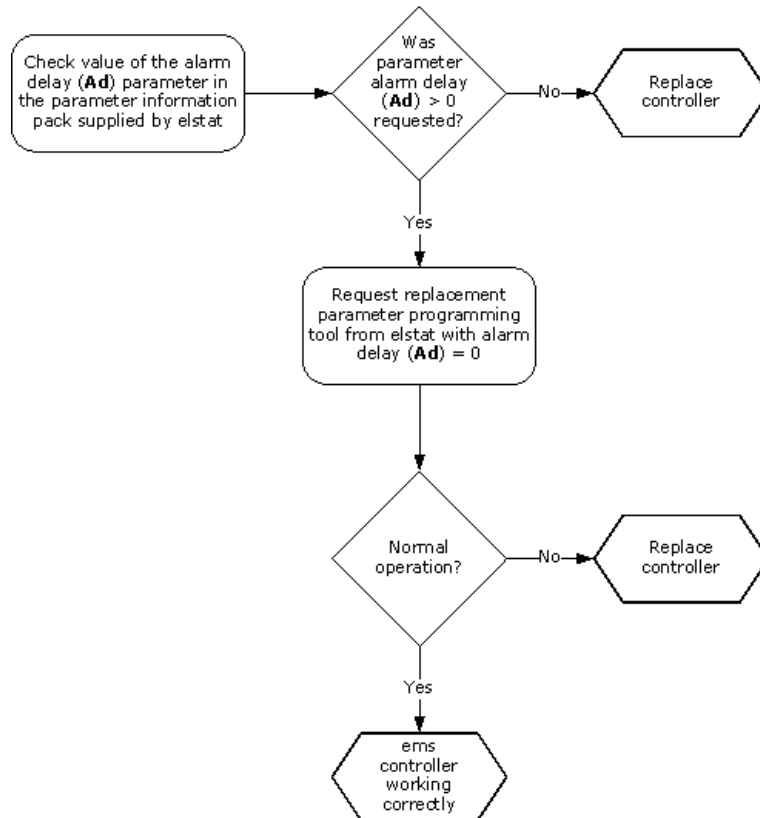 Check value of the alarm
delay (Ad) parameter in
the parameter information
pack supplied by elstat
Was
parameter
alarm delay
(Ad) > 0
requested?
No
Replace
controller
Yes
Request replacement
parameter programming
tool from elstat with alarm
delay (Ad) = 0
Normal
operation?
No
Replace
controller
Yes
ems
controller
working
correctly